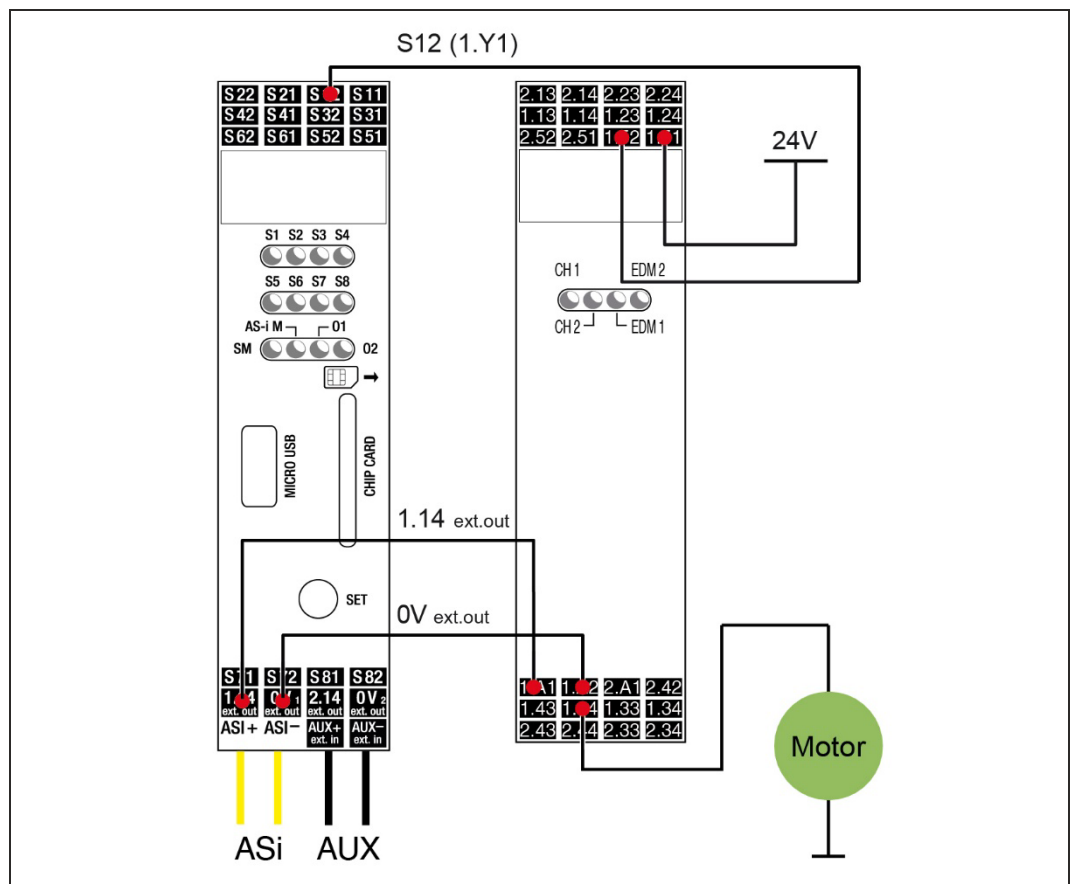 S12 (1.Y1)
S22 S21 S11
S42 S41 S32 S31
S62 S61 S52 S51
2.13 2.14 2.23 2.24
1.13 1.14 1.23 1.24
2.52 2.51
24V
S1 S2 S3 S4
S5 S6 S7 S8
AS-i M O1
SM O2
MICRO USB
CHIP CARD
SET
CH 1 EDM 2
CH 2 EDM 1
1.14 ext.out
0V ext.out
S81 S82
2.14 0V 2
ext. out ext. out ext. out ext. out
ASI+ ASI− AUX+ AUX−
ext. in ext. in
2.A1 2.42
1.43 1.33 1.34
2.43 2.33 2.34
Motor
ASi AUX